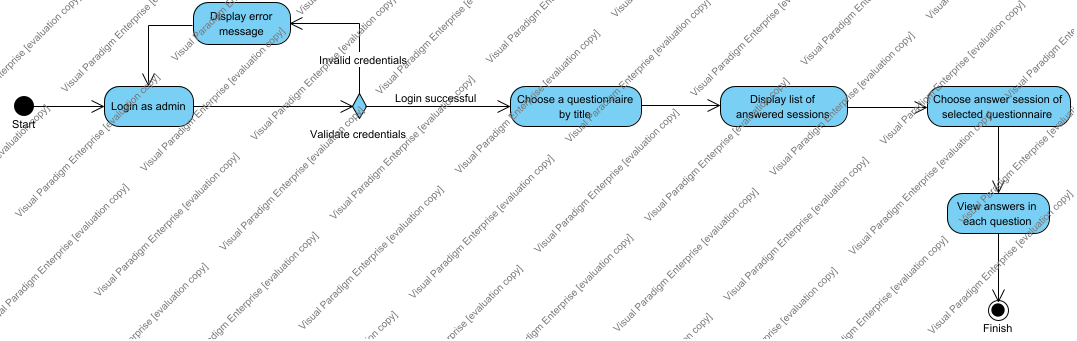 Display error
message
Invalid credentials
Login as admin
Login successful
Choose a questionnaire
by title
Display list of
answered sessions
Choose answer session of
selected questionnaire
Start
Validate credentials
View answers in
each question
Finish
Visual Paradigm Enterprise [evaluation copy]